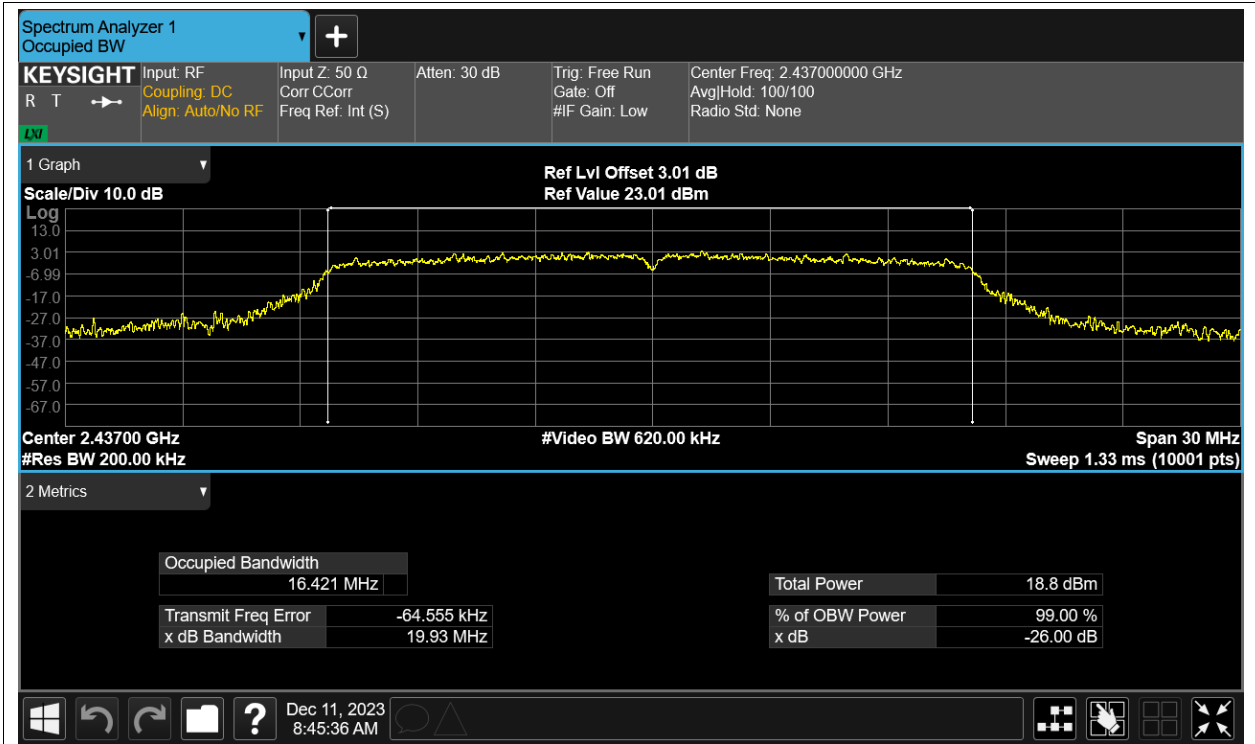 Spectrum Analyzer 1
Occupied BW
KEYSIGHT
R T
LXI
Input: RF
Coupling: DC
Align: Auto/No RF
Input Z: 50 Ω
Corr CCorr
Freq Ref: Int (S)
Atten: 30 dB
Trig: Free Run
Gate: Off
#IF Gain: Low
Center Freq: 2.437000000 GHz
Avg|Hold: 100/100
Radio Std: None
1 Graph
Scale/Div 10.0 dB
Ref Lvl Offset 3.01 dB
Ref Value 23.01 dBm
Log
13.0
3.01
-6.99
-17.0
-27.0
-37.0
-47.0
-57.0
-67.0
Center 2.43700 GHz
#Video BW 620.00 kHz
Span 30 MHz
#Res BW 200.00 kHz
Sweep 1.33 ms (10001 pts)
2 Metrics
Occupied Bandwidth
16.421 MHz
Total Power 18.8 dBm
Transmit Freq Error -64.555 kHz
% of OBW Power 99.00 %
x dB Bandwidth 19.93 MHz
x dB -26.00 dB
?
Dec 11, 2023
8:45:36 AM